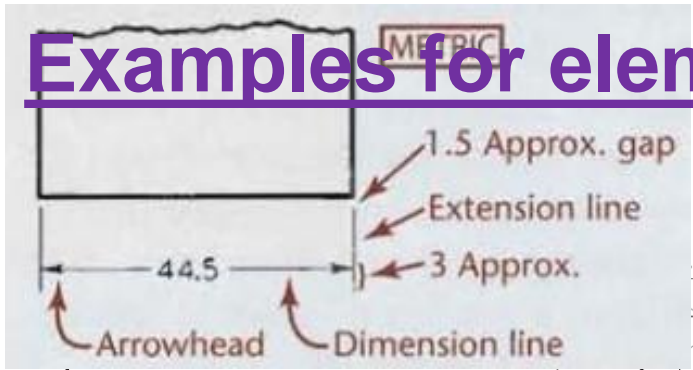 METRIC
Examples for elem
1.5 Approx. gap
Extension line
44.5
3 Approx.
Arrowhead
Dimension line